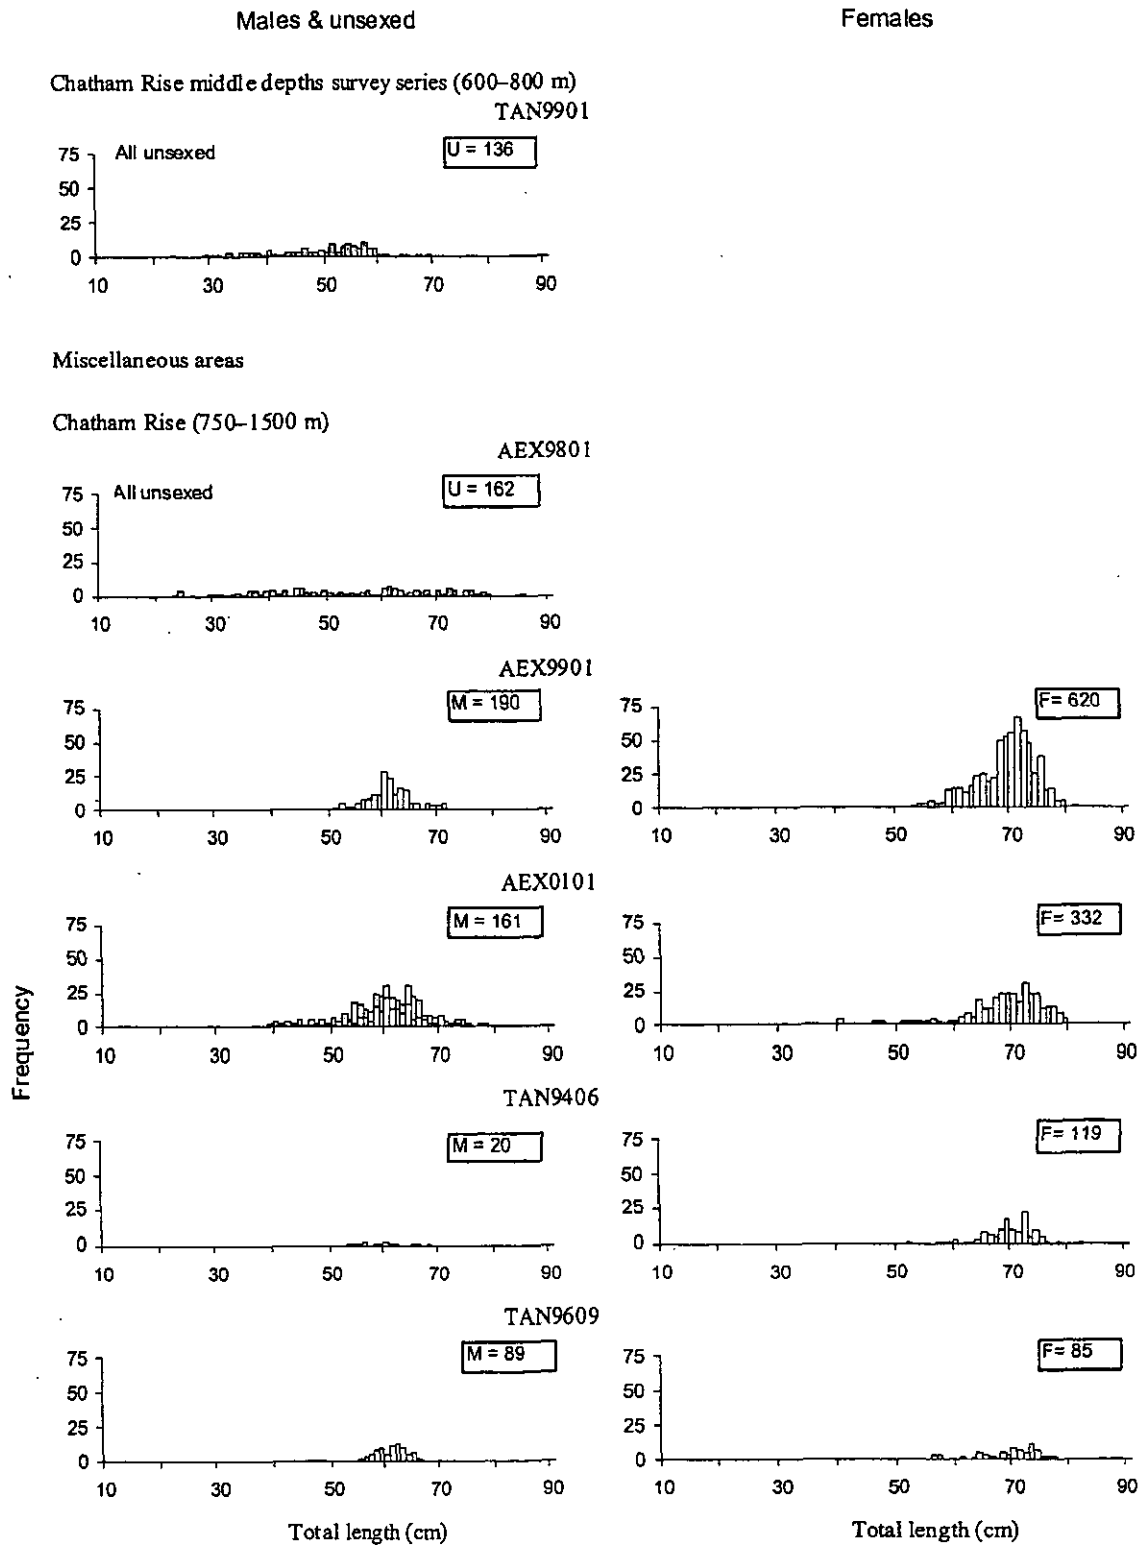 Males & unsexed
Females
Chatham Rise middle depths survey series (600–800 m)
TAN9901
All unsexed
U = 136
75
50
25
0
10 30 50 70 90
Miscellaneous areas
Chatham Rise (750–1500 m)
AEX9801
All unsexed
U = 162
75
50
25
0
10 30 50 70 90
AEX9901
M = 190
75
50
25
0
10 30 50 70 90
F= 620
75
50
25
0
10 30 50 70 90
AEX0101
M = 161
75
50
25
0
10 30 50 70 90
F= 332
75
50
25
0
10 30 50 70 90
Frequency
TAN9406
M = 20
75
50
25
0
10 30 50 70 90
F= 119
75
50
25
0
10 30 50 70 90
TAN9609
M = 89
75
50
25
0
10 30 50 70 90
F= 85
75
50
25
0
10 30 50 70 90
Total length (cm)
Total length (cm)